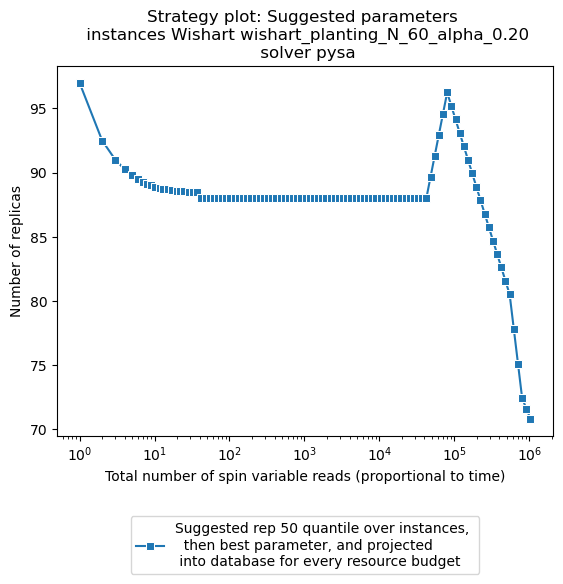 Strategy plot: Suggested parameters
instances Wishart wishart_planting_N_60_alpha_0.20
solver pysa
Number of replicas
95
90
85
80
75
70
10^0
10^1
10^2
10^3
10^4
10^5
10^6
Total number of spin variable reads (proportional to time)
Suggested rep 50 quantile over instances,
then best parameter, and projected
into database for every resource budget